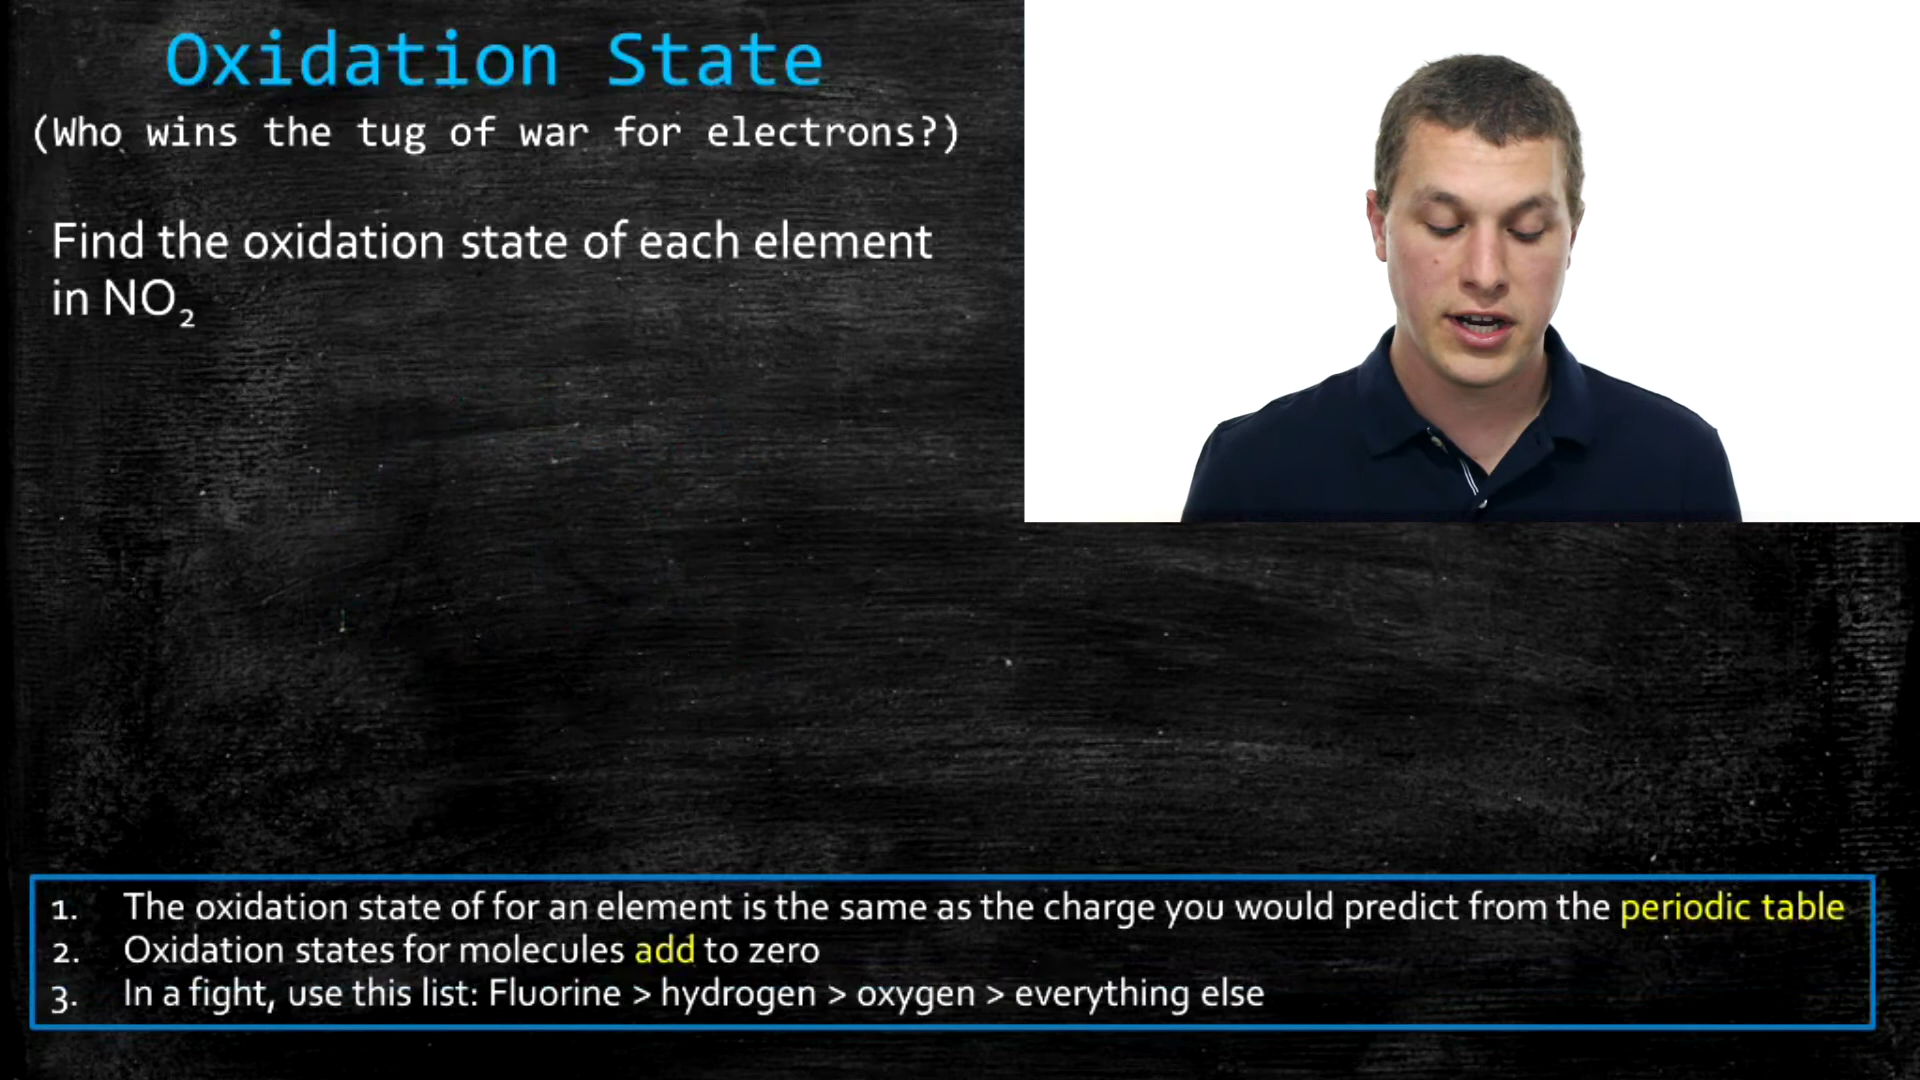 Oxidation State
(Who wins the tug of war for electrons?)
Find the oxidation state of each element
in NO₂
1. The oxidation state of for an element is the same as the charge you would predict from the periodic table
2. Oxidation states for molecules add to zero
3. In a fight, use this list: Fluorine > hydrogen > oxygen > everything else